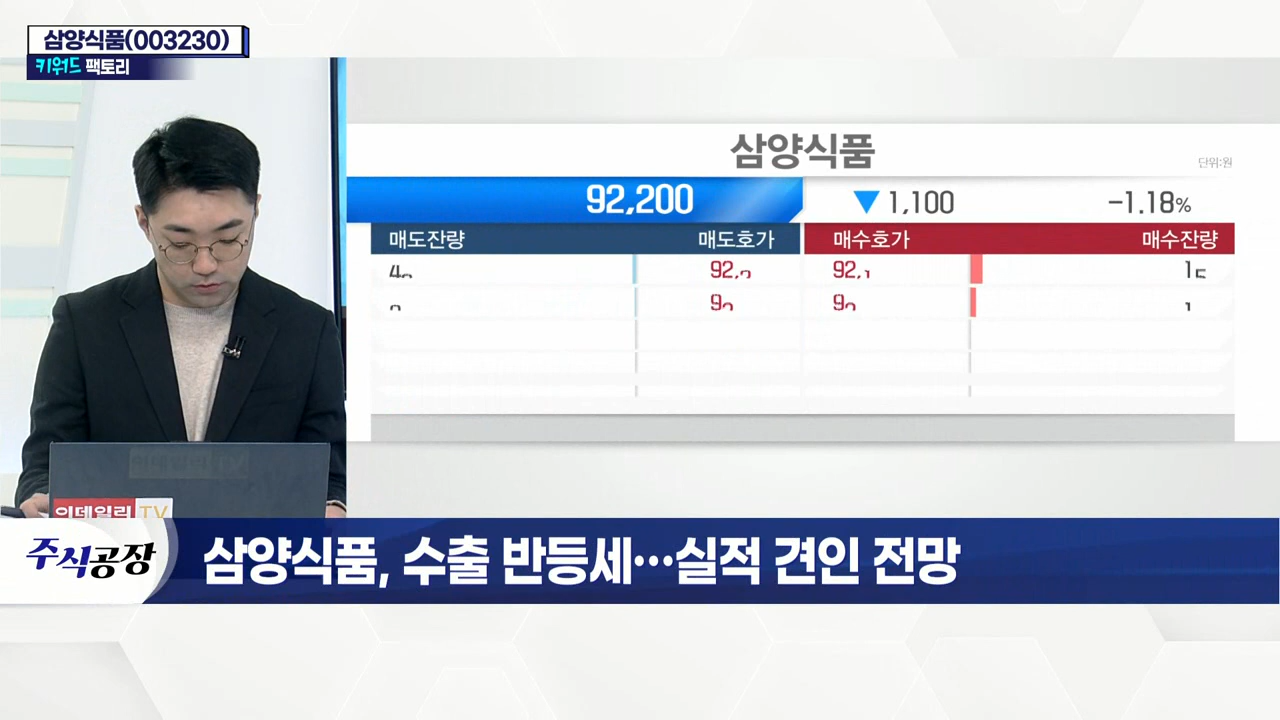 삼양식품(003230)
키워드 팩토리
삼양식품
단위:원
92,200 ▼1,100 -1.18%
매도잔량 매도호가 매수호가 매수잔량
이데일리 TV
주식공장
삼양식품, 수출 반등세…실적 견인 전망